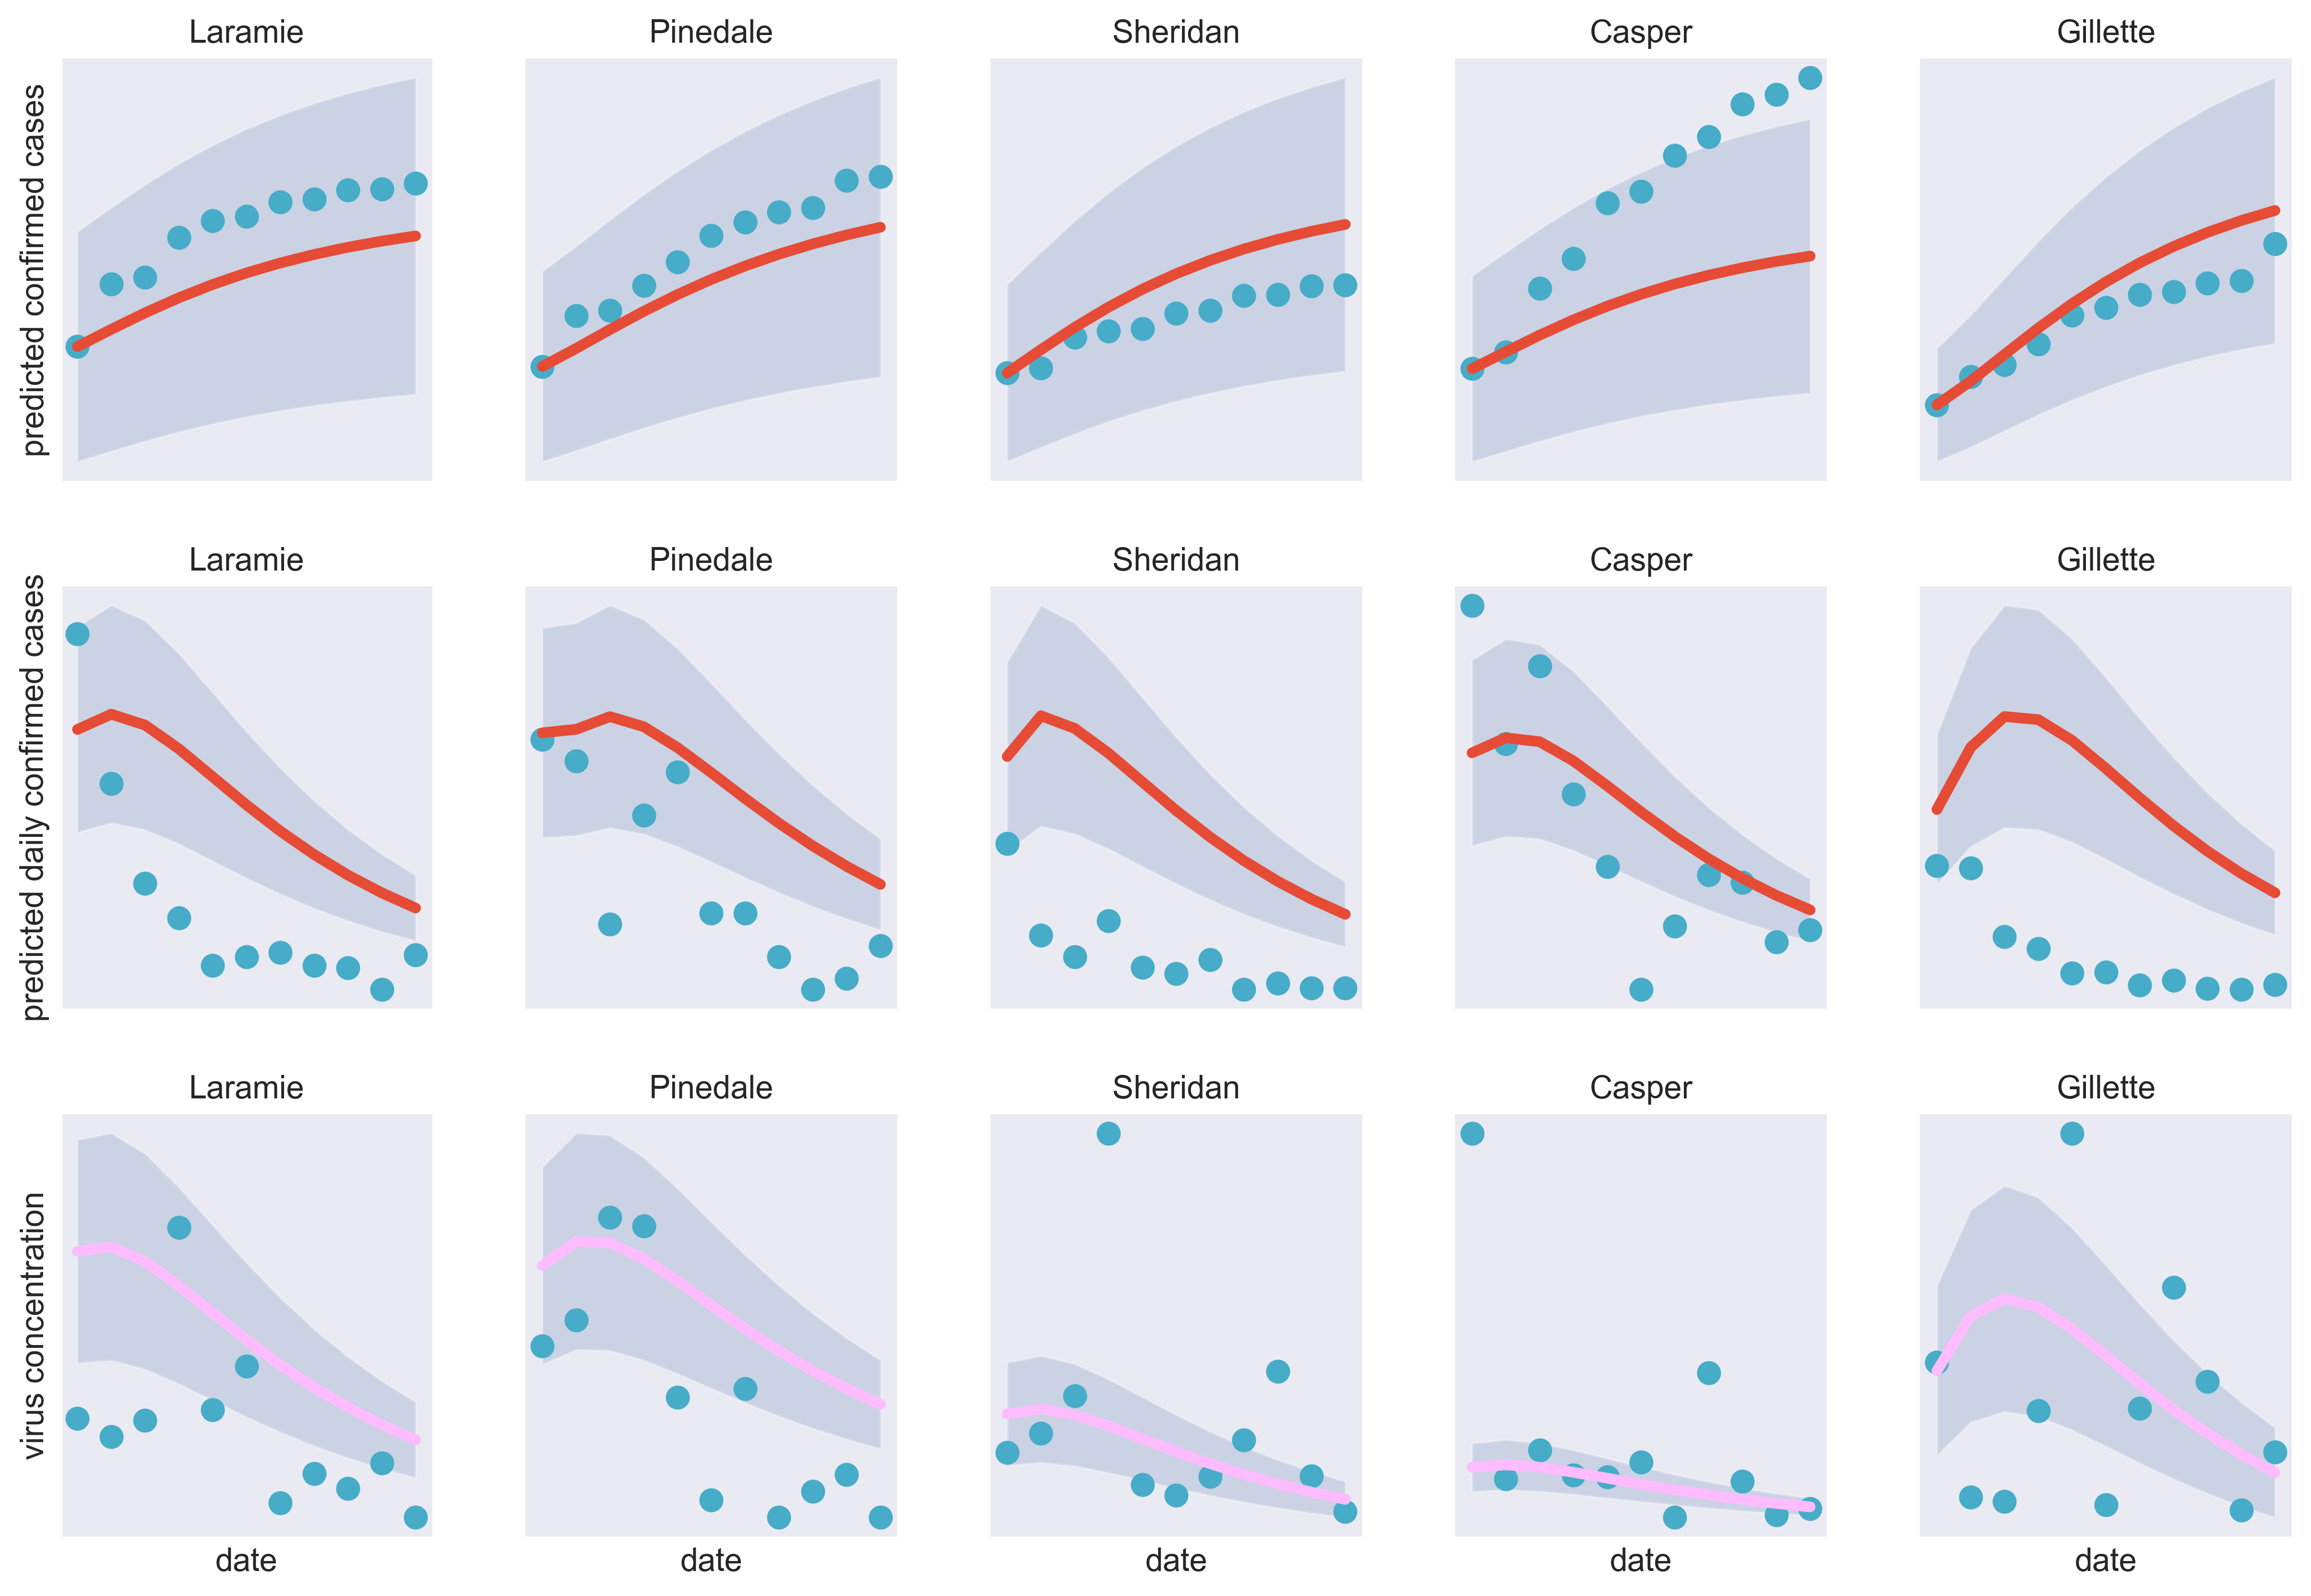 Laramie
Pinedale
Sheridan
Casper
Gillette
predicted confirmed cases
Laramie
Pinedale
Sheridan
Casper
Gillette
predicted daily confirmed cases
Laramie
Pinedale
Sheridan
Casper
Gillette
virus concentration
date
date
date
date
date